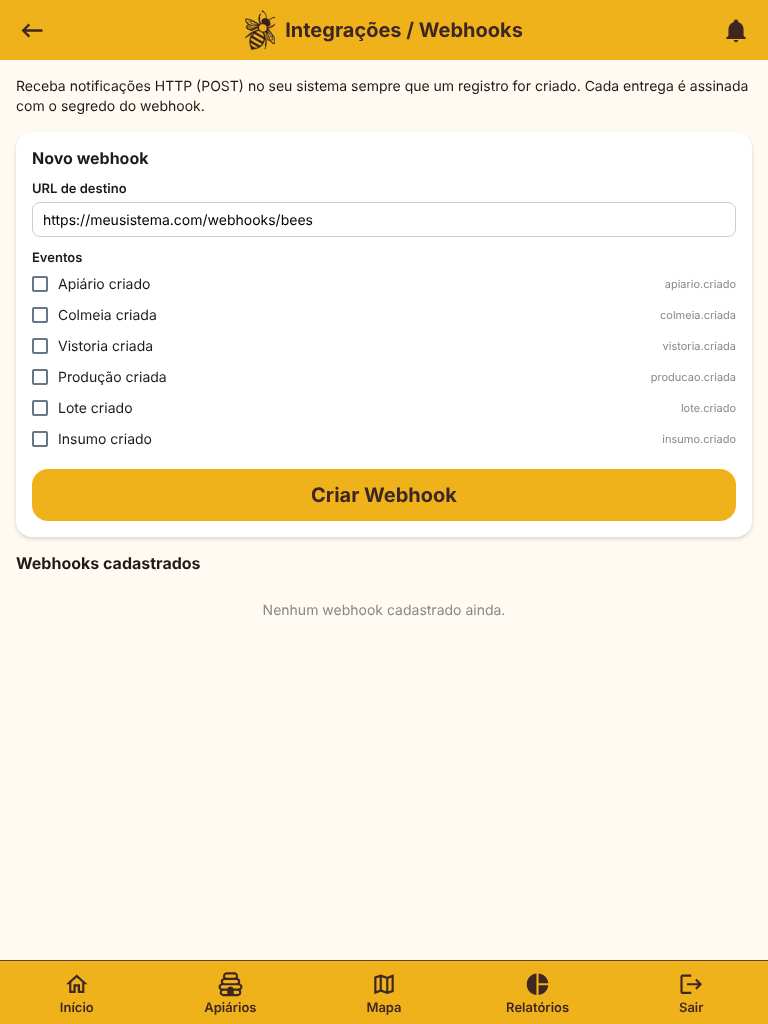 Integrações / Webhooks
Receba notificações HTTP (POST) no seu sistema sempre que um registro for criado. Cada entrega é assinada
com o segredo do webhook.
Novo webhook
URL de destino
https://meusistema.com/webhooks/bees
Eventos
Apiário criado apiario.criado
Colmeia criada colmeia.criada
Vistoria criada vistoria.criada
Produção criada producao.criada
Lote criado lote.criado
Insumo criado insumo.criado
Criar Webhook
Webhooks cadastrados
Nenhum webhook cadastrado ainda.
Início Apiários Mapa Relatórios Sair